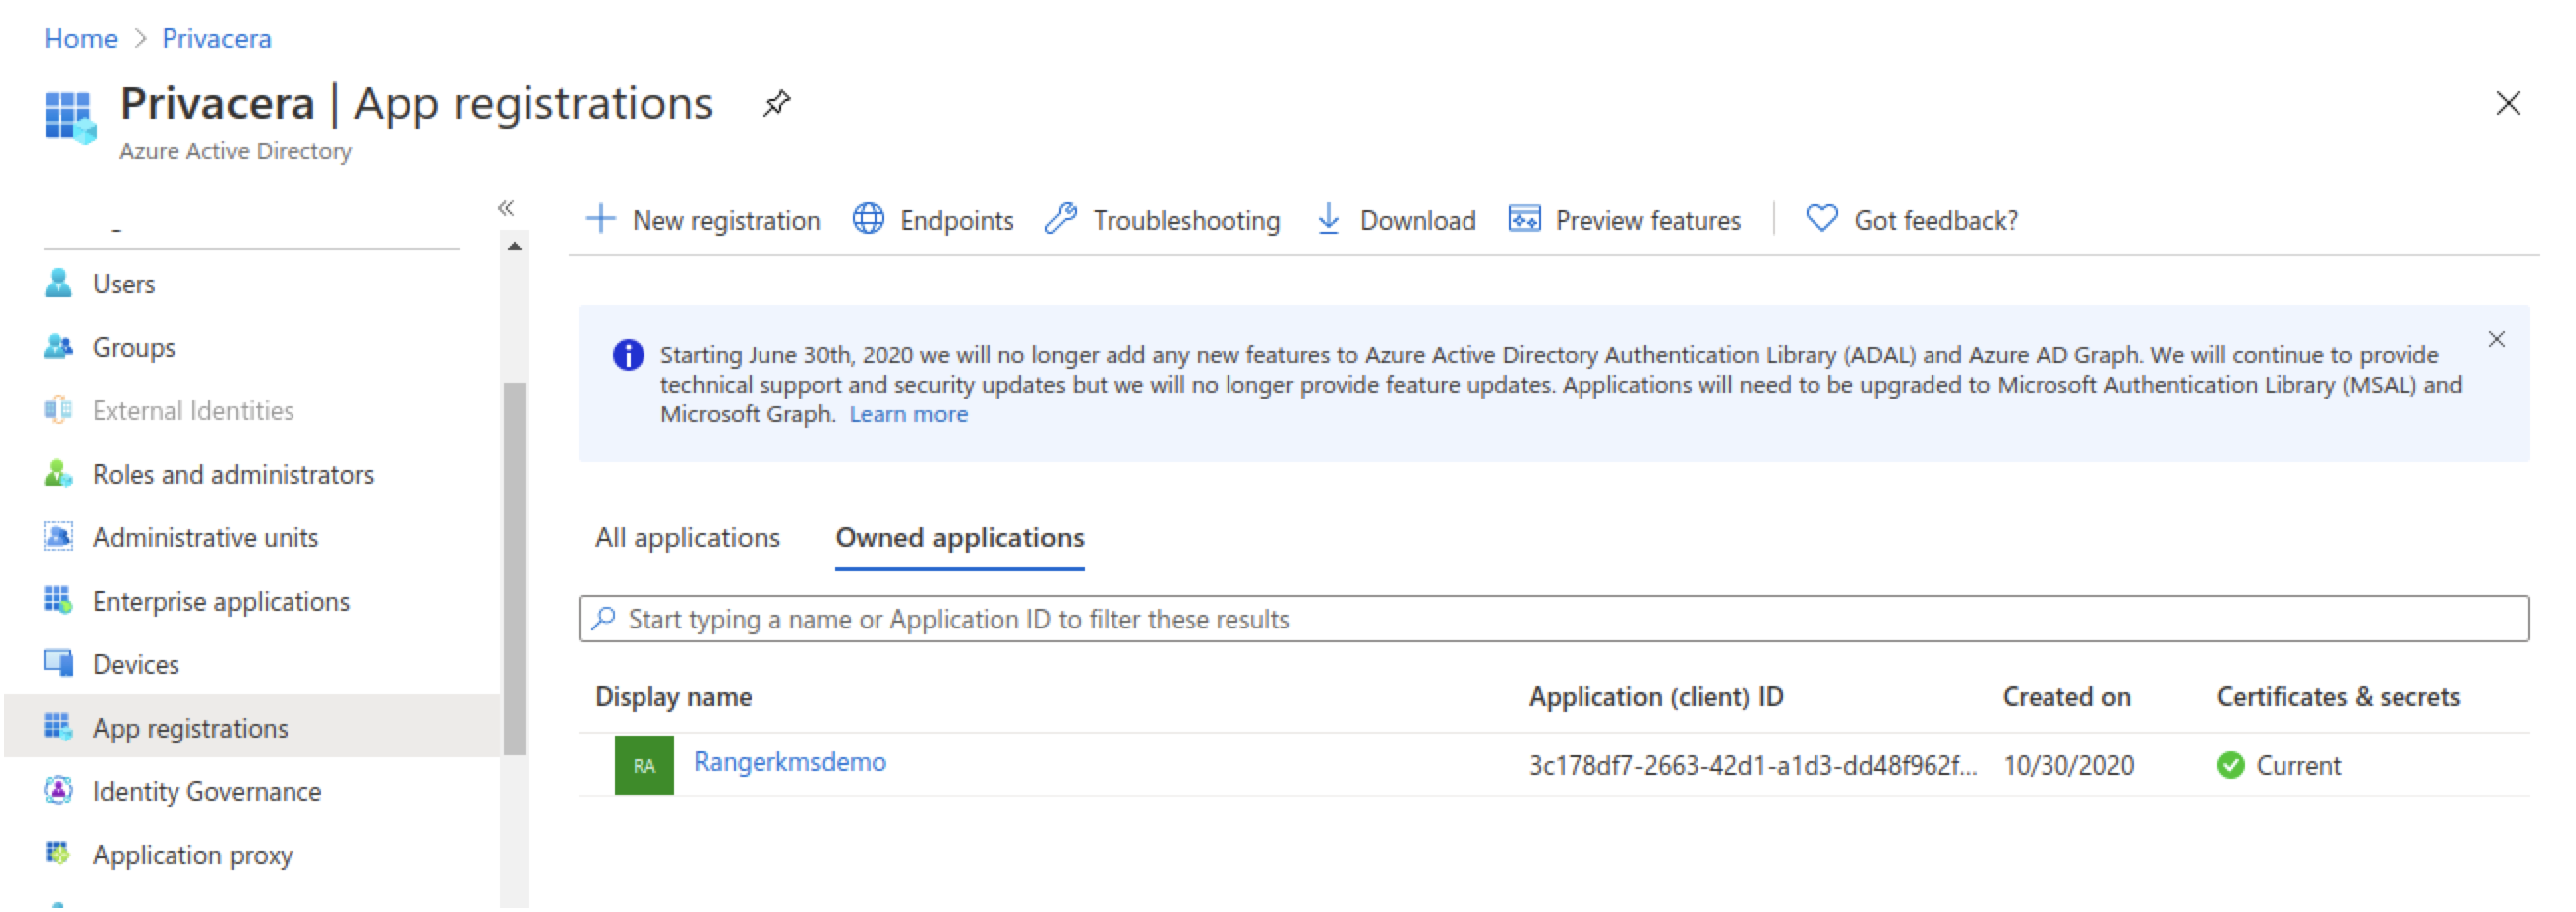 Home > Privacera
Privacera | App registrations
Azure Active Directory
Users
Groups
External Identities
Roles and administrators
Administrative units
Enterprise applications
Devices
App registrations
Identity Governance
Application proxy
New registration Endpoints Troubleshooting Download Preview features Got feedback?
Starting June 30th, 2020 we will no longer add any new features to Azure Active Directory Authentication Library (ADAL) and Azure AD Graph. We will continue to provide
technical support and security updates but we will no longer provide feature updates. Applications will need to be upgraded to Microsoft Authentication Library (MSAL) and
Microsoft Graph. Learn more
All applications Owned applications
Start typing a name or Application ID to filter these results
Display name Application (client) ID Created on Certificates & secrets
RA Rangerkmsdemo 3c178df7-2663-42d1-a1d3-dd48f962f... 10/30/2020 Current